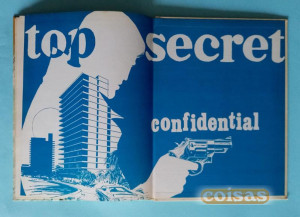 top secret
confidential
coisas